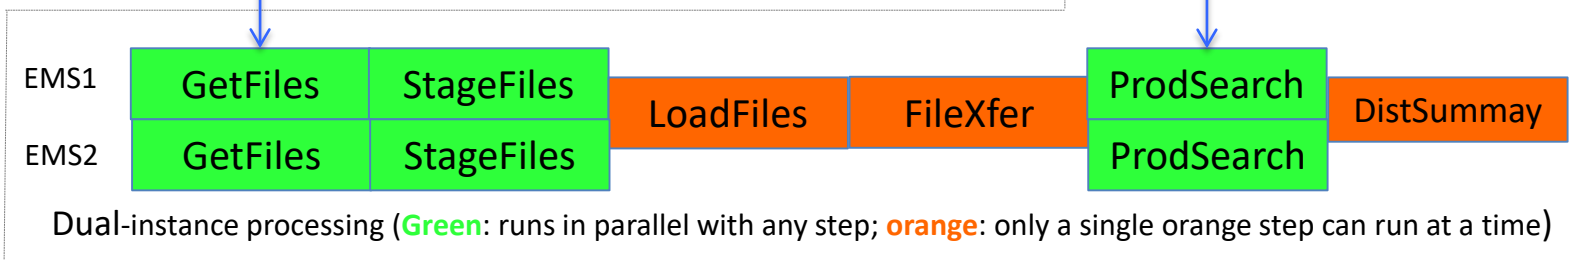 EMS1 GetFiles StageFiles ProdSearch
LoadFiles FileXfer DistSummay
EMS2 GetFiles StageFiles ProdSearch
Dual-instance processing (Green: runs in parallel with any step; orange: only a single orange step can run at a time)